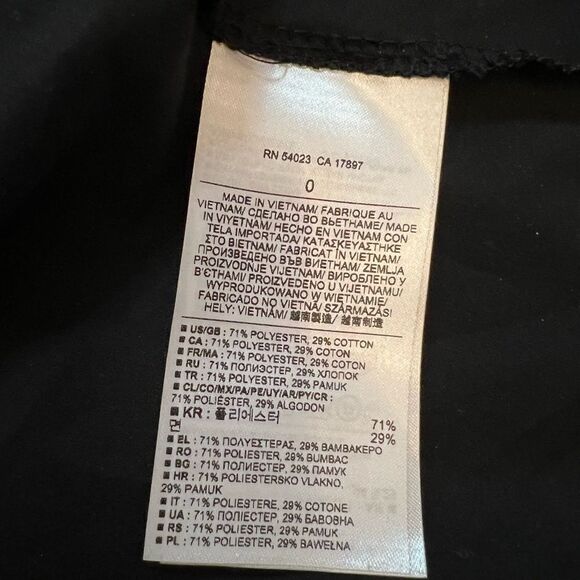 RN 54023 CA 17897
0
MADE IN VIETNAM/ FABRIQUE AU
VIETNAM/ СДЕЛАНО ВО ВЬЕТНАМЕ/ MADE
IN VIYETNAM/ HECHO EN VIETNAM CON
TELA IMPORTADA/ ΚΑΤΑΣΚΕΥΑΣΤΗΚΕ
ΣΤΟ ΒΙΕΤΝΑΜ/ FABRICAT ÎN VIETNAM/
ПРОИЗВЕДЕНО ВЪВ ВИЕТНАМ/ ZEMLJA
PROIZVODNJE VIJETNAM/ ВИРОБЛЕНО У
В'ЄТНАМІ/ PROIZVEDENO U VIJETNAMU/
WYPRODUKOWANO W WIETNAMIE/
FABRICADO NO VIETNÃ/ SZÁRMAZÁSI
HELY: VIETNÁM/ 越南製造/ 越南制造
US/GB : 71% POLYESTER, 29% COTTON
CA : 71% POLYESTER, 29% COTON
FR/MA : 71% POLYESTER, 29% COTON
RU : 71% ПОЛИЭСТЕР, 29% ХЛОПОК
TR : 71% POLYESTER, 29% PAMUK
CL/CO/MX/PA/PE/UY/AR/PY/CR :
71% POLIÉSTER, 29% ALGODON
KR : 폴리에스터 71%
면 29%
EL : 71% ΠΟΛΥΕΣΤΕΡΑΣ, 29% ΒΑΜΒΑΚΕΡΟ
RO : 71% POLIESTER, 29% BUMBAC
BG : 71% ПОЛИЕСТЕР, 29% ПАМУК
HR : 71% POLIESTERSKO VLAKNO,
29% PAMUK
IT : 71% POLIESTERE, 29% COTONE
UA : 71% ПОЛІЕСТЕР, 29% БАВОВНА
RS : 71% POLIESTER, 29% PAMUK
PL : 71% POLIESTER, 29% BAWEŁNA